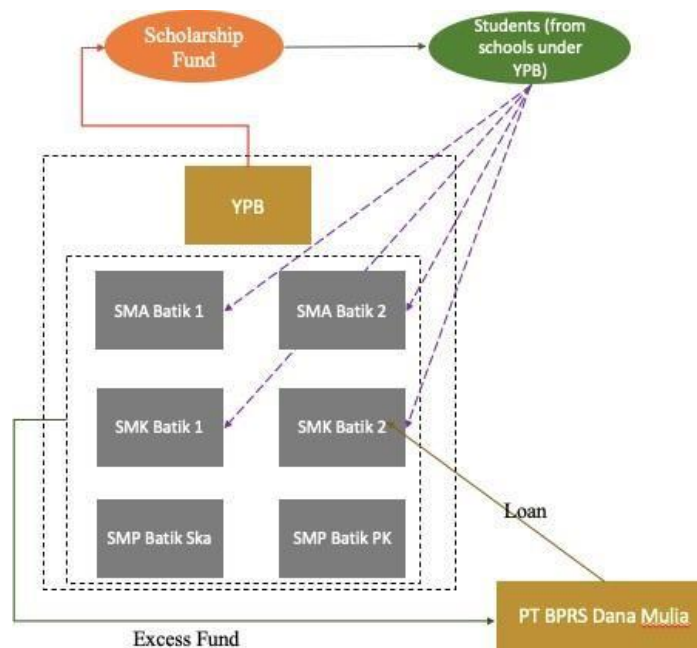 Scholarship
Fund
Students (from
schools under
YPB)
YPB
SMA Batik 1
SMA Batik 2
SMK Batik 1
SMK Batik 2
SMP Batik Ska
SMP Batik PK
Loan
PT BPRS Dana Mulia
Excess Fund